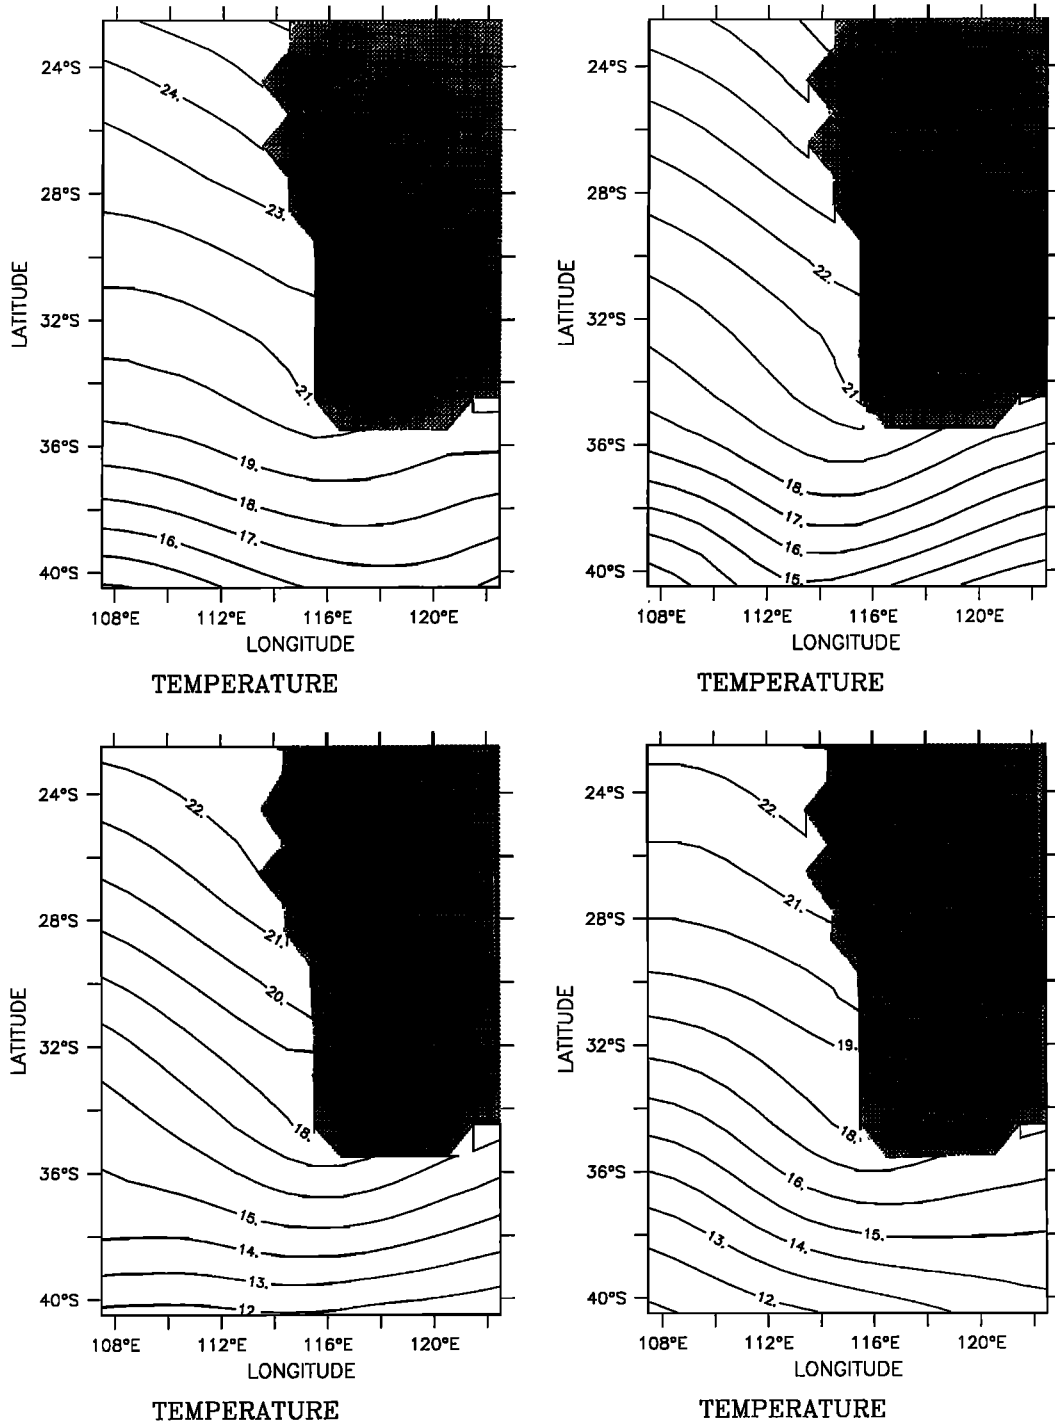 24°S
28°S
32°S
36°S
40°S
LATITUDE
24.
23.
21.
19.
18.
17.
16.
108°E 112°E 116°E 120°E
LONGITUDE
TEMPERATURE
24°S
28°S
32°S
36°S
40°S
LATITUDE
22.
21.
18.
17.
16.
15.
108°E 112°E 116°E 120°E
LONGITUDE
TEMPERATURE
24°S
28°S
32°S
36°S
40°S
LATITUDE
22.
21.
20.
18.
15.
14.
13.
12.
108°E 112°E 116°E 120°E
LONGITUDE
TEMPERATURE
24°S
28°S
32°S
36°S
40°S
LATITUDE
22.
21.
19.
18.
16.
15.
14.
13.
12.
108°E 112°E 116°E 120°E
LONGITUDE
TEMPERATURE